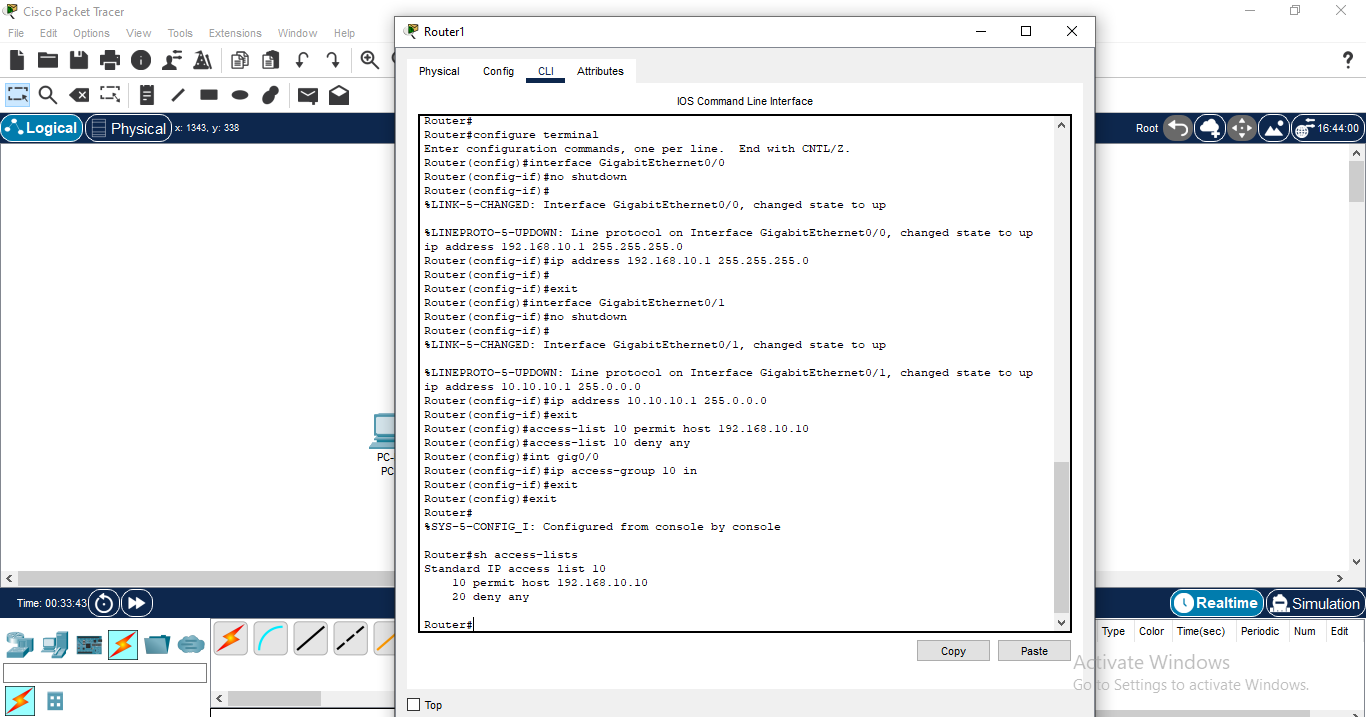 Cisco Packet Tracer
File Edit Options View Tools Extensions Window Help
Logical Physical x: 1343, y: 338
Root 16:44:00
Router1
Physical Config CLI Attributes
IOS Command Line Interface
Router#
Router#configure terminal
Enter configuration commands, one per line. End with CNTL/Z.
Router(config)#interface GigabitEthernet0/0
Router(config-if)#no shutdown
Router(config-if)#
%LINK-5-CHANGED: Interface GigabitEthernet0/0, changed state to up
%LINEPROTO-5-UPDOWN: Line protocol on Interface GigabitEthernet0/0, changed state to up
ip address 192.168.10.1 255.255.255.0
Router(config-if)#ip address 192.168.10.1 255.255.255.0
Router(config-if)#
Router(config-if)#exit
Router(config)#interface GigabitEthernet0/1
Router(config-if)#no shutdown
Router(config-if)#
%LINK-5-CHANGED: Interface GigabitEthernet0/1, changed state to up
%LINEPROTO-5-UPDOWN: Line protocol on Interface GigabitEthernet0/1, changed state to up
ip address 10.10.10.1 255.0.0.0
Router(config-if)#ip address 10.10.10.1 255.0.0.0
Router(config-if)#exit
Router(config)#access-list 10 permit host 192.168.10.10
Router(config)#access-list 10 deny any
Router(config)#int gig0/0
Router(config-if)#ip access-group 10 in
Router(config-if)#exit
Router(config)#exit
Router#
%SYS-5-CONFIG_I: Configured from console by console
Router#sh access-lists
Standard IP access list 10
10 permit host 192.168.10.10
20 deny any
Router#
Copy Paste
Top
PC-
PC
Time: 00:33:43
Realtime Simulation
Type Color Time(sec) Periodic Num Edit
Activate Windows
Go to Settings to activate Windows.